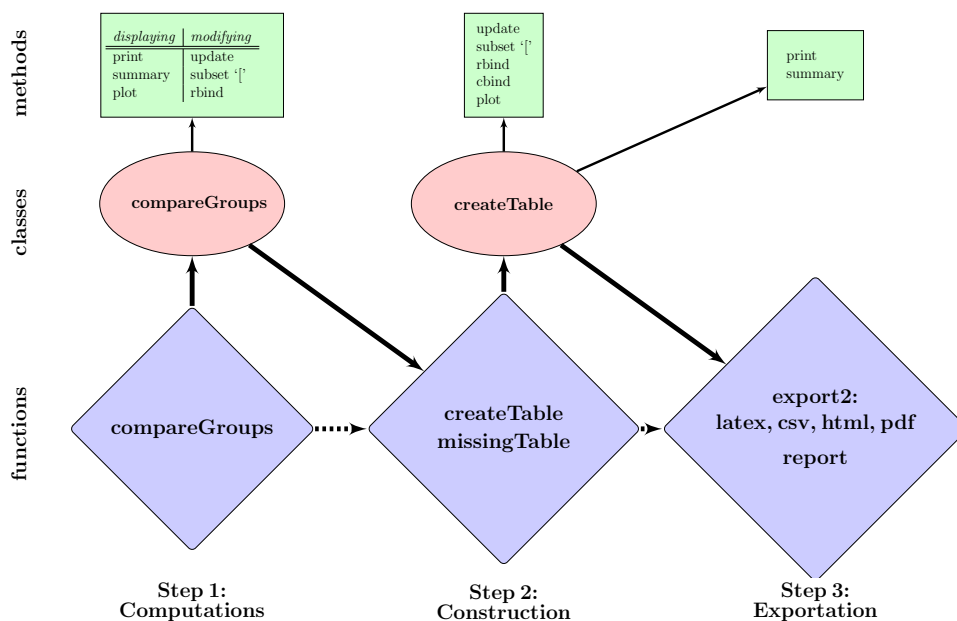 methods
displaying modifying
print update
summary subset ‘[’
plot rbind
update
subset ‘[’
rbind
cbind
plot
print
summary
classes
compareGroups
createTable
functions
compareGroups
createTable
missingTable
export2:
latex, csv, html, pdf
report
Step 1:
Computations
Step 2:
Construction
Step 3:
Exportation